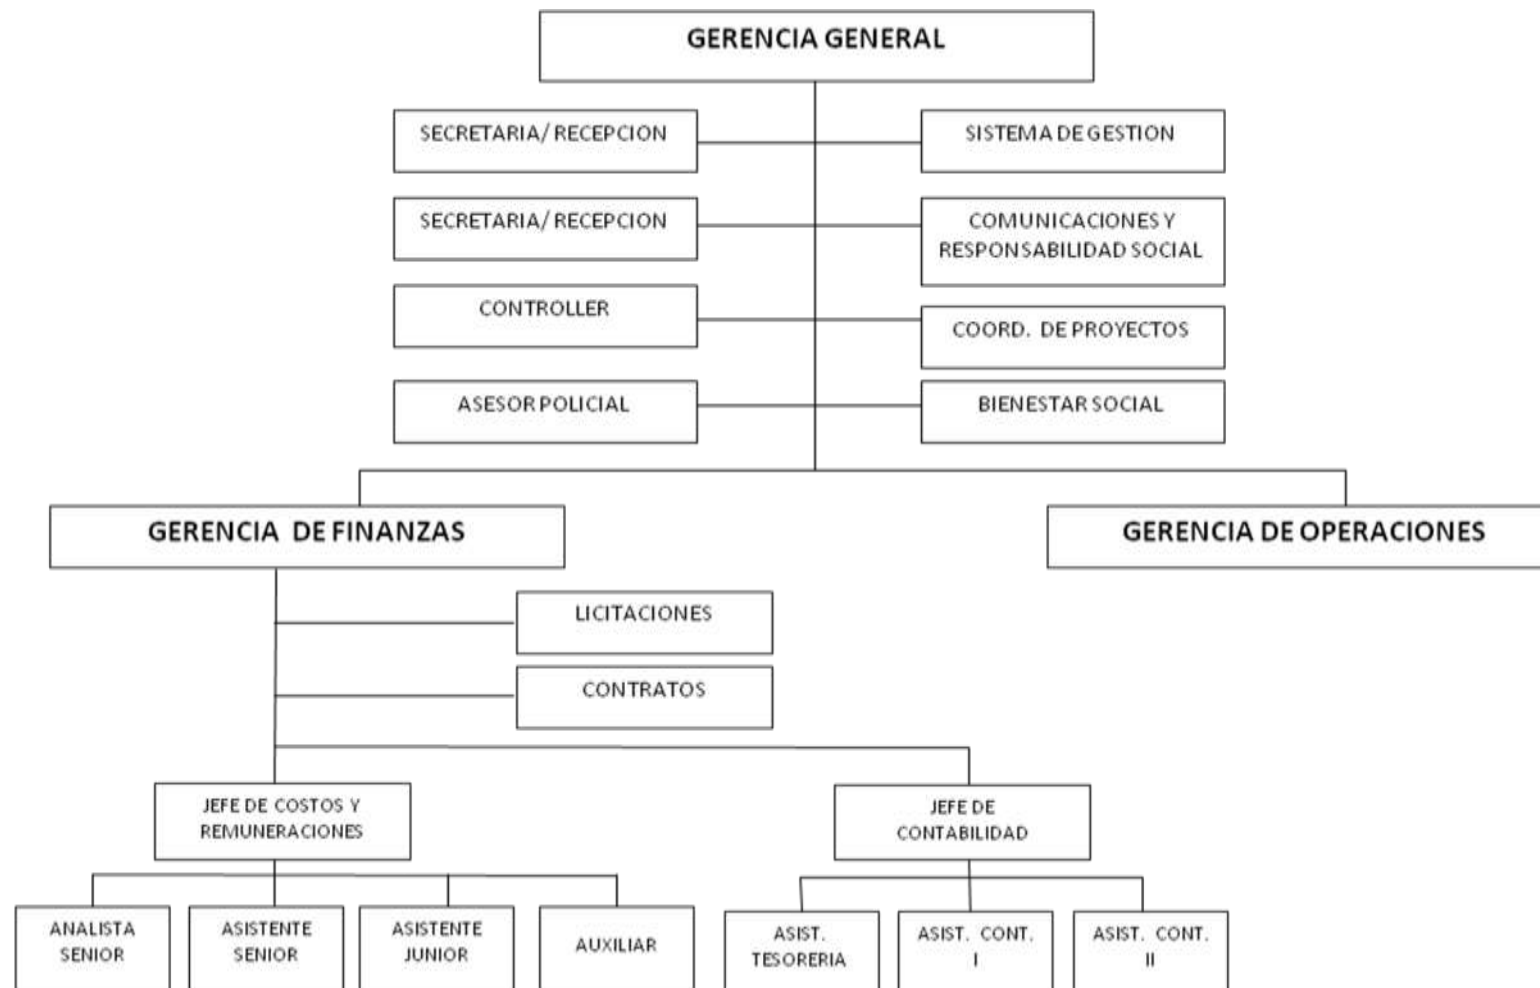 GERENCIA GENERAL
SECRETARIA/ RECEPCION
SISTEMA DE GESTION
SECRETARIA/ RECEPCION
COMUNICACIONES Y
RESPONSABILIDAD SOCIAL
CONTROLLER
COORD. DE PROYECTOS
ASESOR POLICIAL
BIENESTAR SOCIAL
GERENCIA DE FINANZAS
GERENCIA DE OPERACIONES
LICITACIONES
CONTRATOS
JEFE DE COSTOS Y
REMUNERACIONES
JEFE DE
CONTABILIDAD
ANALISTA
SENIOR
ASISTENTE
SENIOR
ASISTENTE
JUNIOR
AUXILIAR
ASIST.
TESORERIA
ASIST. CONT.
I
ASIST. CONT.
II